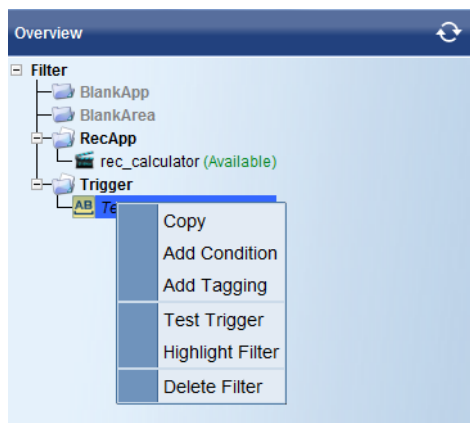 Overview
Filter
BlankApp
BlankArea
RecApp
rec_calculator (Available)
Trigger
AB
Copy
Add Condition
Add Tagging
Test Trigger
Highlight Filter
Delete Filter